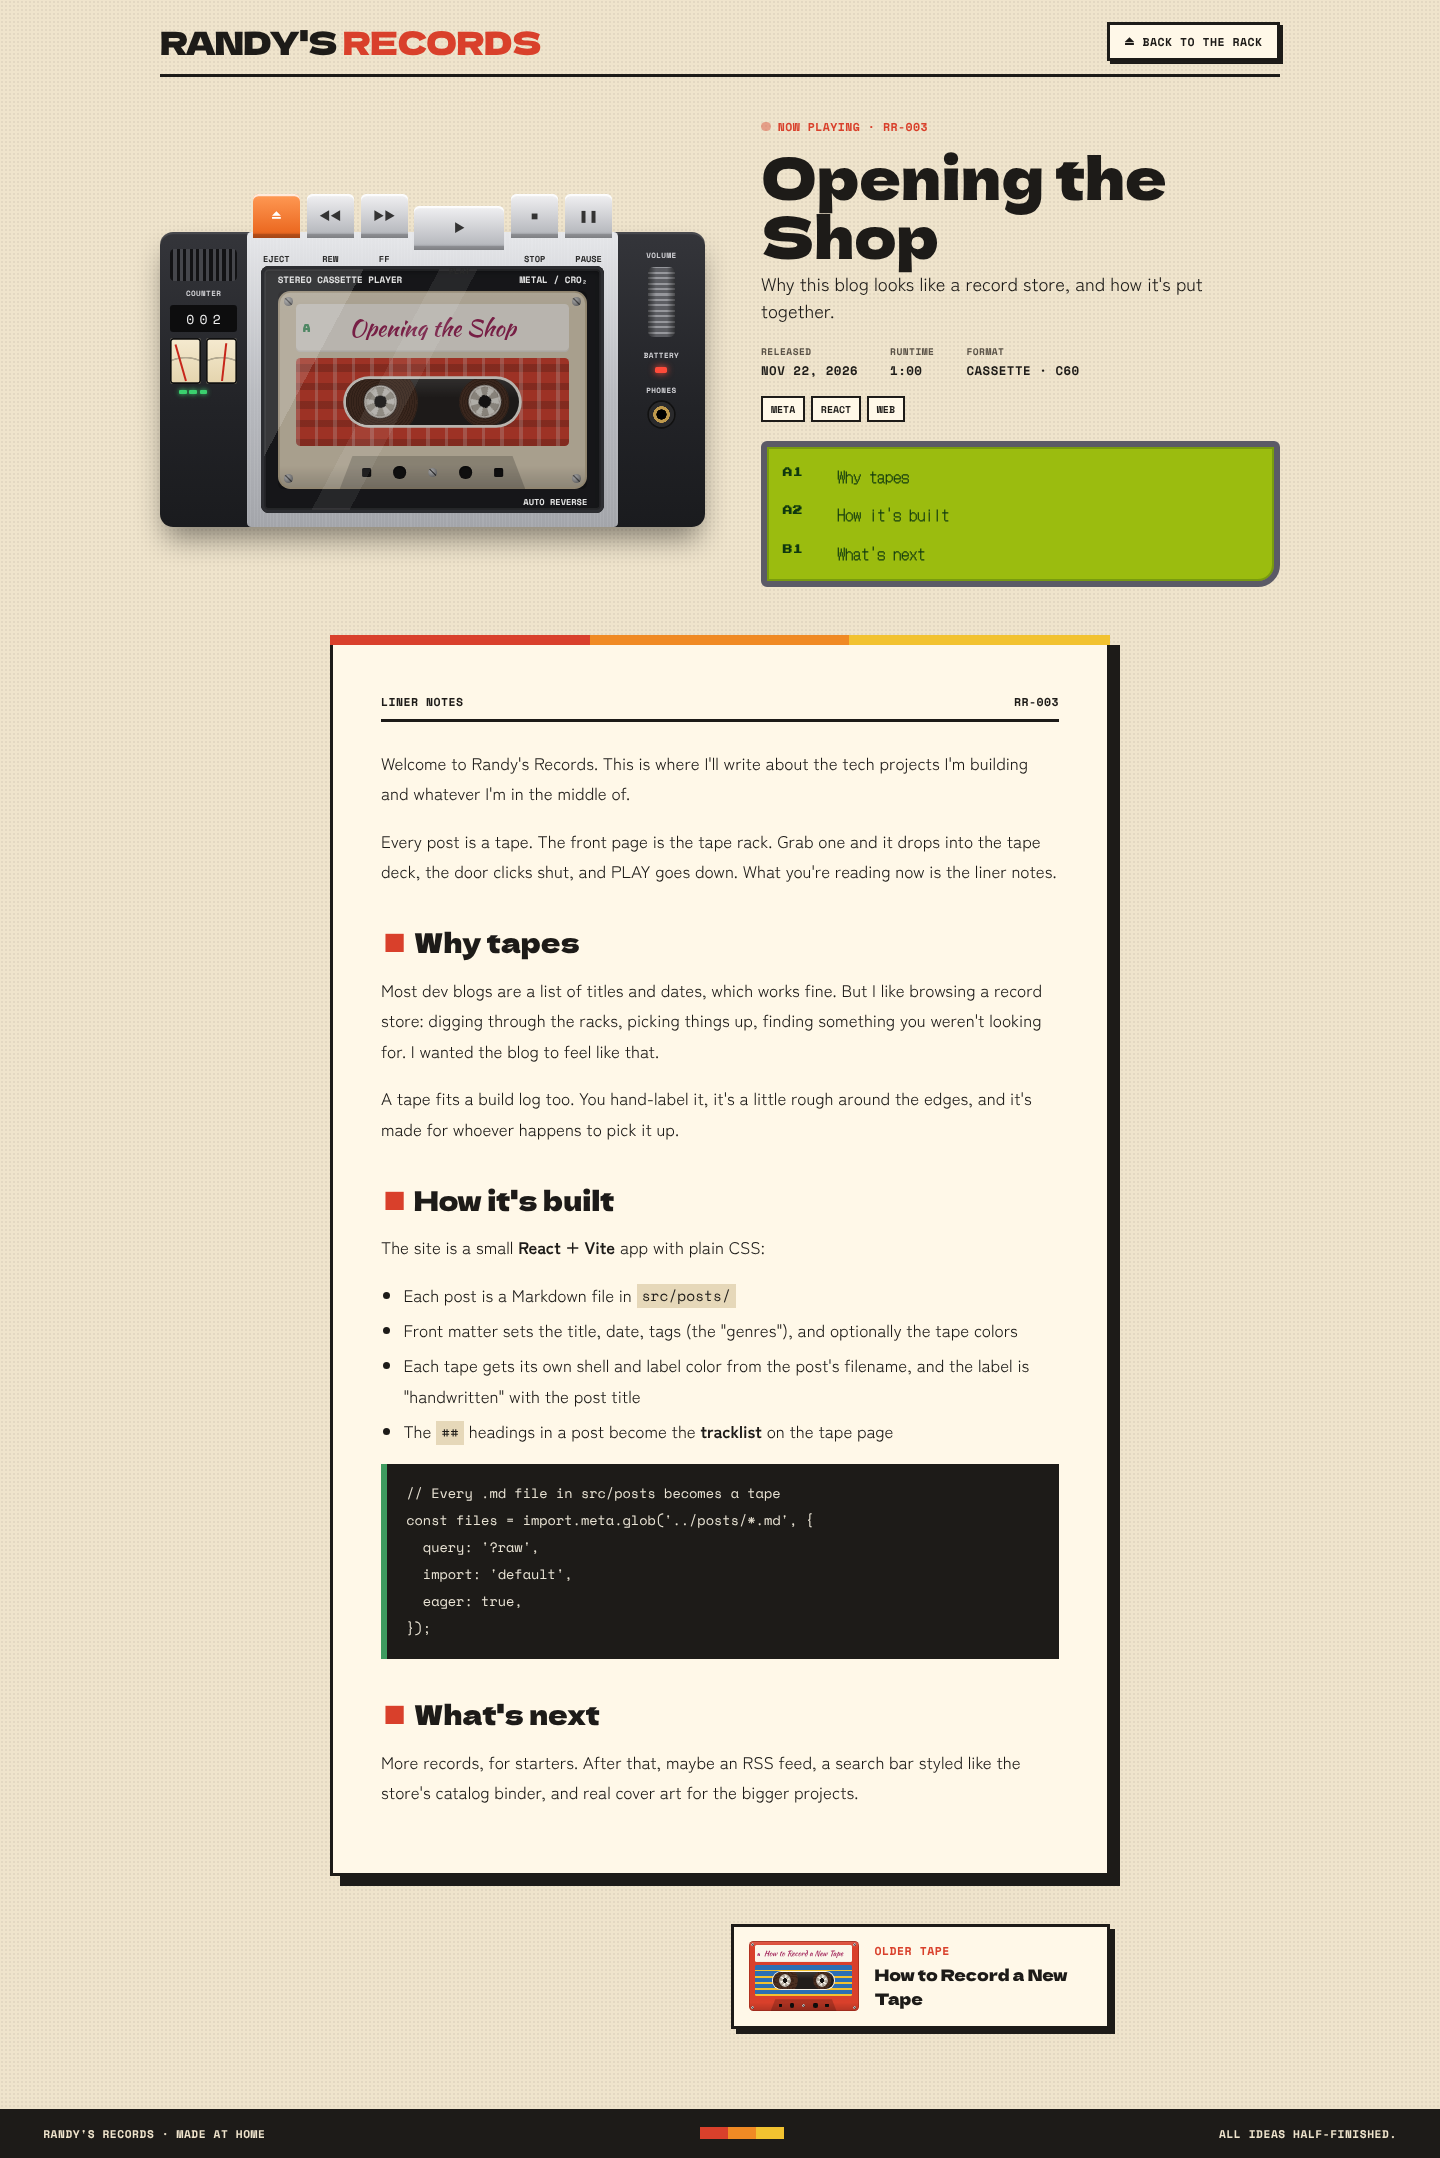 RANDY'S RECORDS
⏏ BACK TO THE RACK
NOW PLAYING · RR-003
Opening the
Shop
Why this blog looks like a record store, and how it's put
together.
RELEASED RUNTIME FORMAT
NOV 22, 2026 1:00 CASSETTE · C60
META REACT WEB
A1 Why tapes
A2 How it's built
B1 What's next
EJECT REW FF STOP PAUSE
COUNTER
002
STEREO CASSETTE PLAYER METAL / CRO₂
A Opening the Shop
AUTO REVERSE
VOLUME
BATTERY
PHONES
LINER NOTES RR-003
Welcome to Randy's Records. This is where I'll write about the tech projects I'm building
and whatever I'm in the middle of.
Every post is a tape. The front page is the tape rack. Grab one and it drops into the tape
deck, the door clicks shut, and PLAY goes down. What you're reading now is the liner notes.
Why tapes
Most dev blogs are a list of titles and dates, which works fine. But I like browsing a record
store: digging through the racks, picking things up, finding something you weren't looking
for. I wanted the blog to feel like that.
A tape fits a build log too. You hand-label it, it's a little rough around the edges, and it's
made for whoever happens to pick it up.
How it's built
The site is a small React + Vite app with plain CSS:
Each post is a Markdown file in src/posts/
Front matter sets the title, date, tags (the "genres"), and optionally the tape colors
Each tape gets its own shell and label color from the post's filename, and the label is
"handwritten" with the post title
The ## headings in a post become the tracklist on the tape page
// Every .md file in src/posts becomes a tape
const files = import.meta.glob('../posts/*.md', {
query: '?raw',
import: 'default',
eager: true,
});
What's next
More records, for starters. After that, maybe an RSS feed, a search bar styled like the
store's catalog binder, and real cover art for the bigger projects.
A How to Record a New Tape
OLDER TAPE
How to Record a New
Tape
RANDY'S RECORDS · MADE AT HOME
ALL IDEAS HALF-FINISHED.